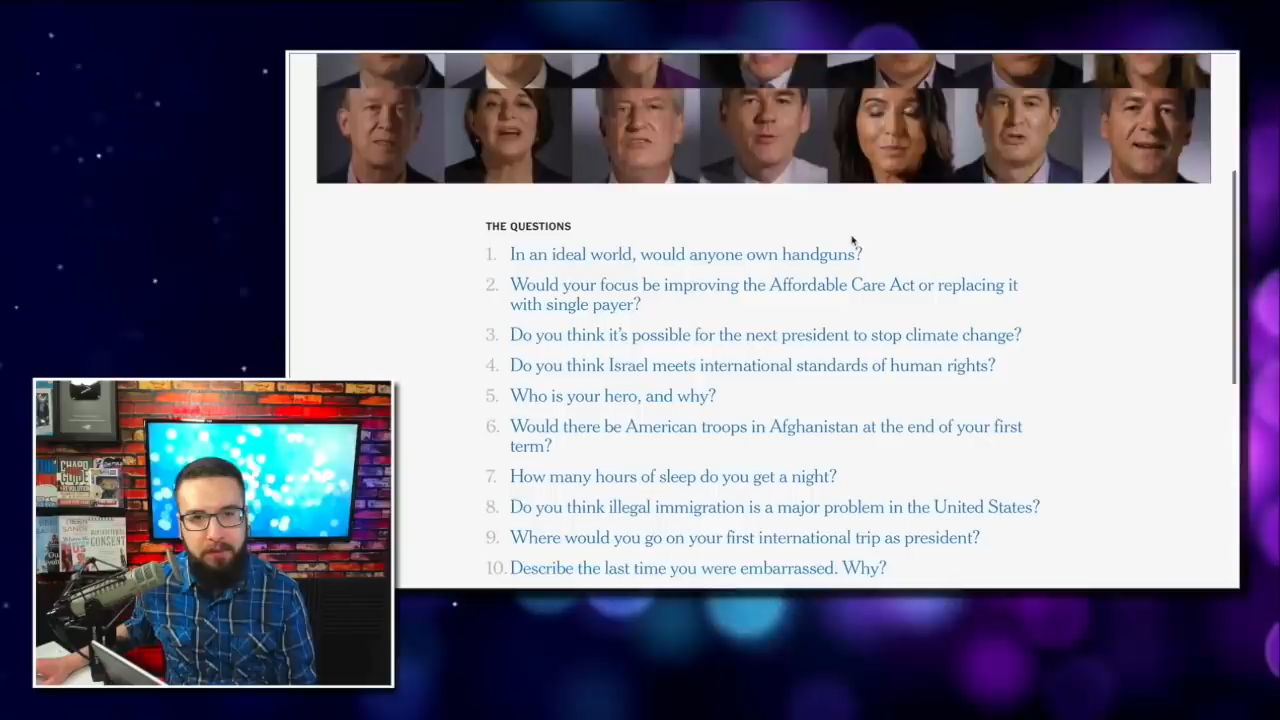 THE QUESTIONS
1. In an ideal world, would anyone own handguns?
2. Would your focus be improving the Affordable Care Act or replacing it
with single payer?
3. Do you think it's possible for the next president to stop climate change?
4. Do you think Israel meets international standards of human rights?
5. Who is your hero, and why?
6. Would there be American troops in Afghanistan at the end of your first
term?
7. How many hours of sleep do you get a night?
8. Do you think illegal immigration is a major problem in the United States?
9. Where would you go on your first international trip as president?
10. Describe the last time you were embarrassed. Why?
GUIDE
CONSENT